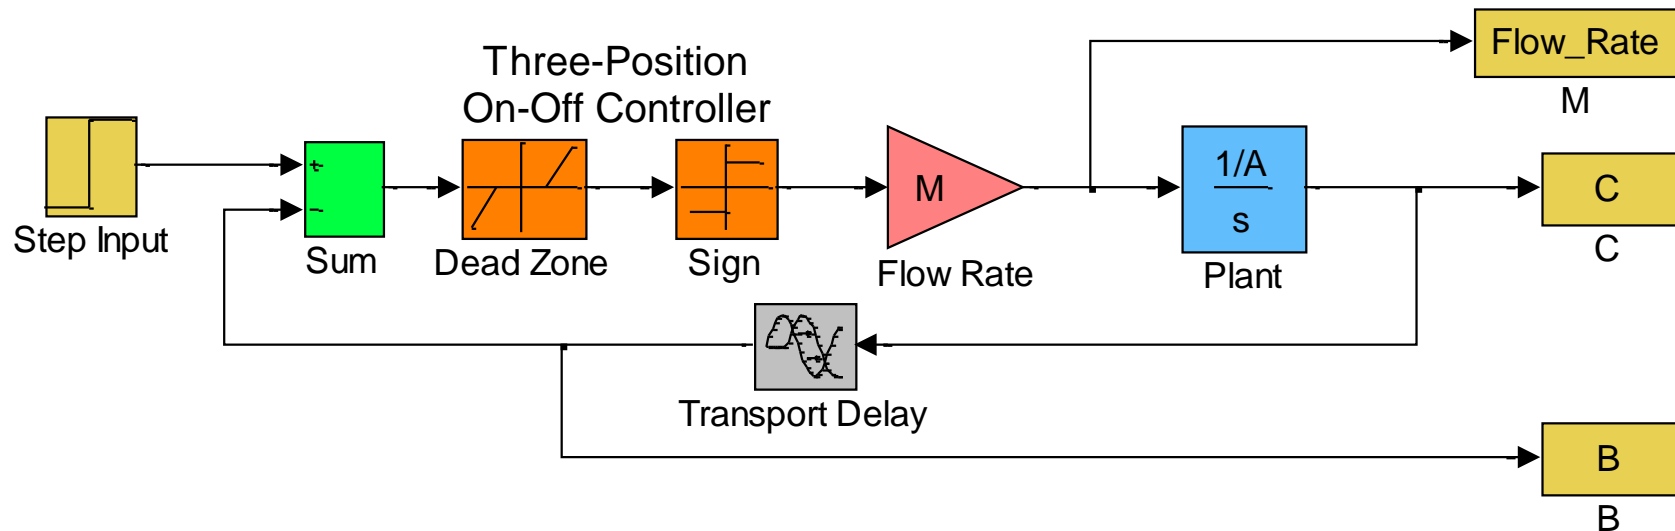 Flow_Rate
M
Three-Position
On-Off Controller
+
−
Step Input
Sum
Dead Zone
Sign
M
Flow Rate
1/A
s
Plant
C
C
Transport Delay
B
B